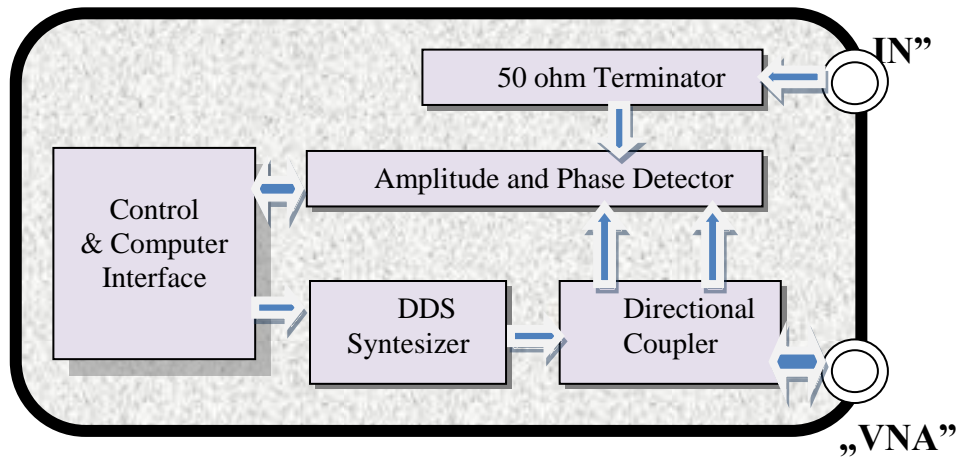 IN”
50 ohm Terminator
Amplitude and Phase Detector
Control
& Computer
Interface
DDS
Syntesizer
Directional
Coupler
„VNA”